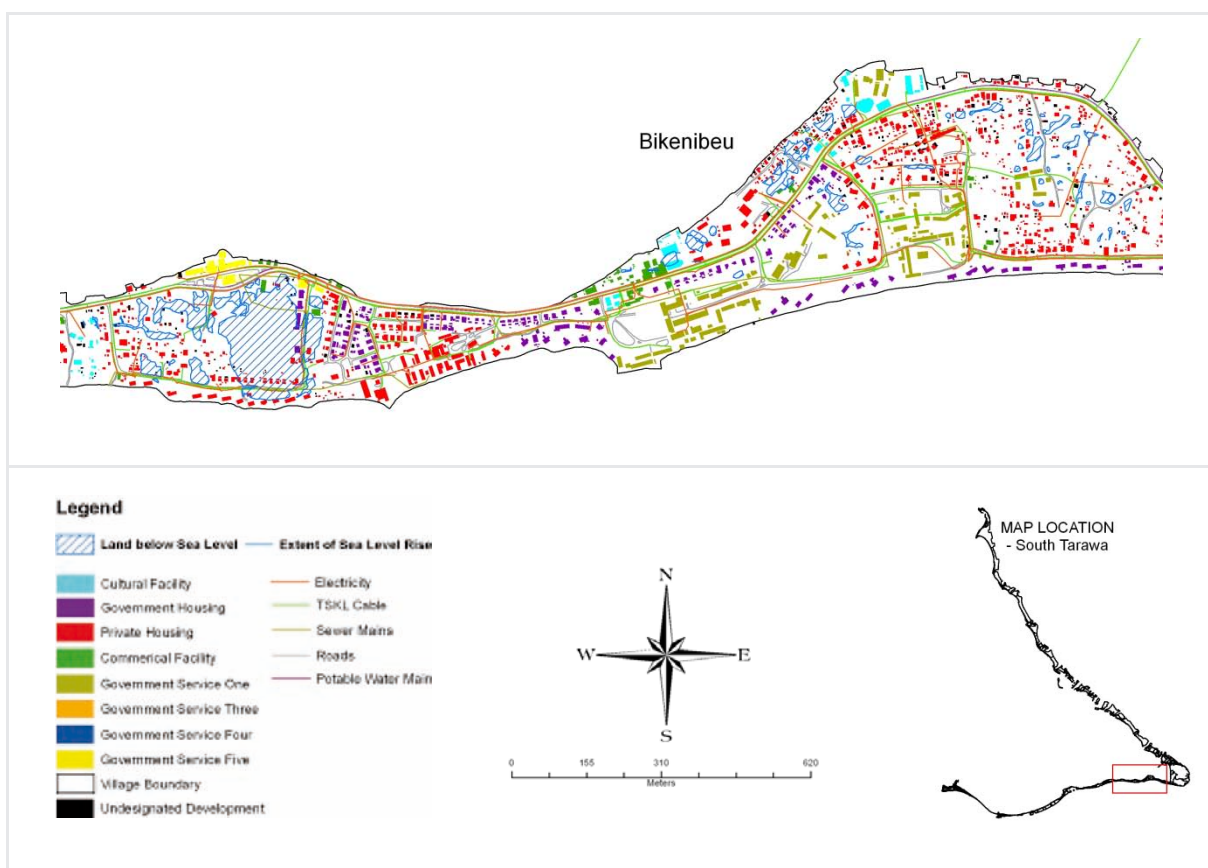 Bikenibeu
Legend
Land below Sea Level
Extent of Sea Level Rise
Cultural Facility
Government Housing
Private Housing
Commerical Facility
Government Service One
Government Service Three
Government Service Four
Government Service Five
Village Boundary
Undesignated Development
Electricity
TSKL Cable
Sewer Mains
Roads
Potable Water Main
N
W E
S
0 155 310 620
Meters
MAP LOCATION
- South Tarawa